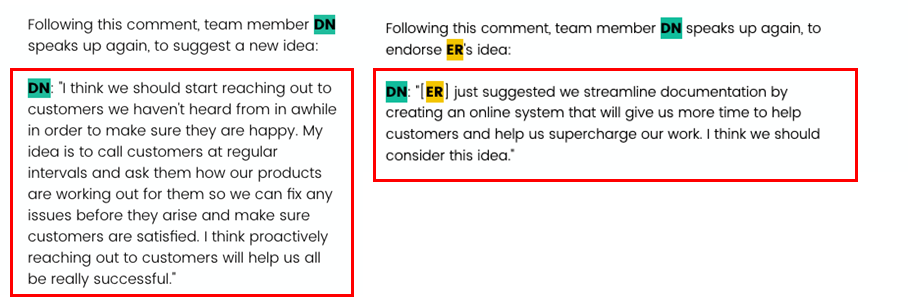 Following this comment, team member DN
speaks up again, to suggest a new idea:
DN: "I think we should start reaching out to
customers we haven't heard from in awhile
in order to make sure they are happy. My
idea is to call customers at regular
intervals and ask them how our products
are working out for them so we can fix any
issues before they arise and make sure
customers are satisfied. I think proactively
reaching out to customers will help us all
be really successful."
Following this comment, team member DN speaks up again, to
endorse ER's idea:
DN: "[ER] just suggested we streamline documentation by
creating an online system that will give us more time to help
customers and help us supercharge our work. I think we should
consider this idea."